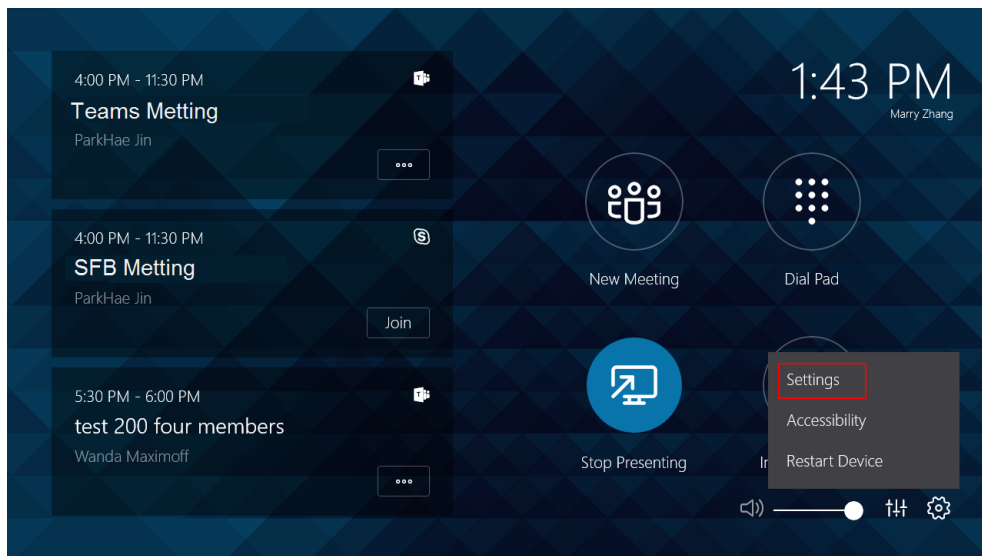 4:00 PM - 11:30 PM
Teams Metting
ParkHae Jin
4:00 PM - 11:30 PM
SFB Metting
ParkHae Jin
Join
5:30 PM - 6:00 PM
test 200 four members
Wanda Maximoff
1:43 PM
Marry Zhang
New Meeting
Dial Pad
Stop Presenting
Settings
Accessibility
Restart Device